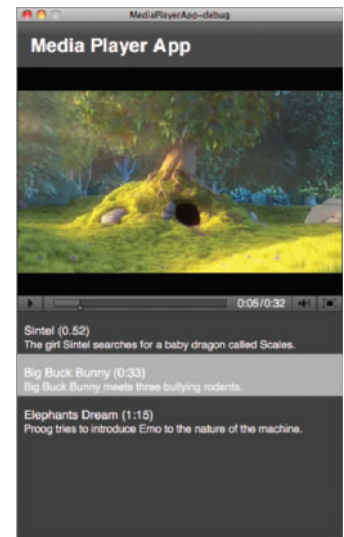 MediaPlayerApp-debug
Media Player App
0:05/0:32
Sintel (0.52)
The girl Sintel searches for a baby dragon called Scales.
Big Buck Bunny (0:33)
Big Buck Bunny meets three bullying rodents.
Elephants Dream (1:15)
Proog tries to introduce Emo to the nature of the machine.